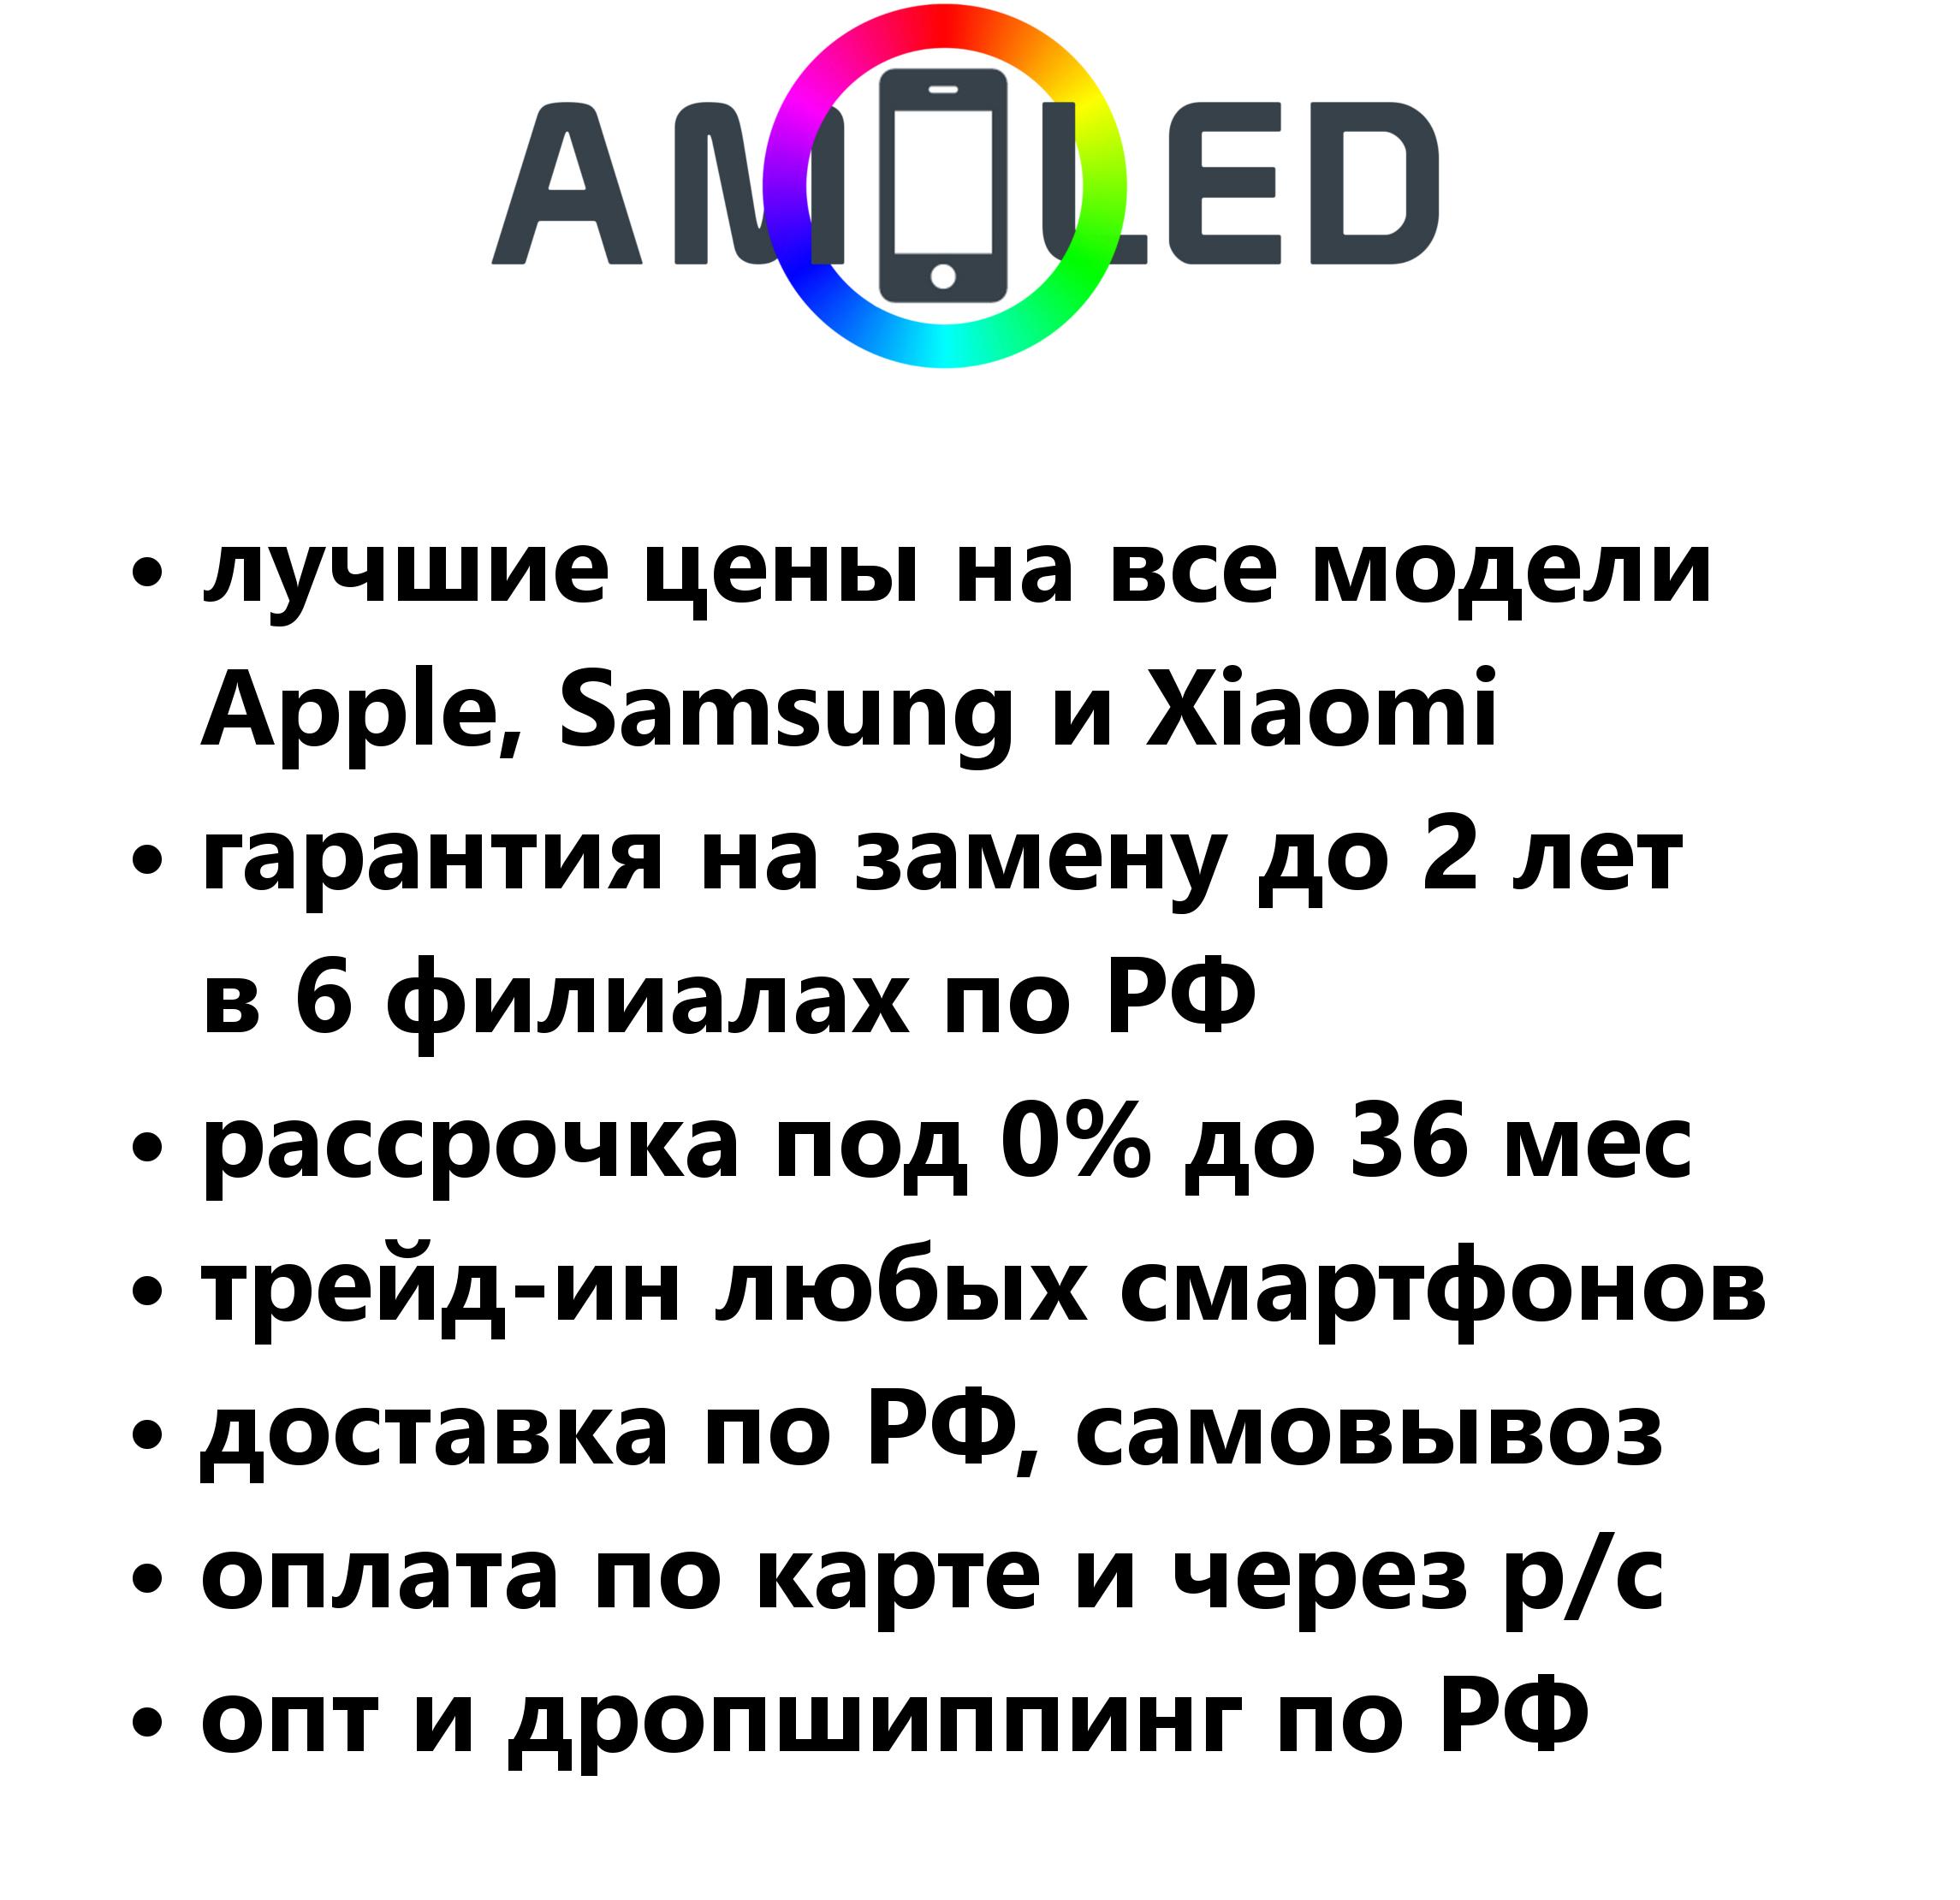 AMOLED
• лучшие цены на все модели
Apple, Samsung и Xiaomi
• гарантия на замену до 2 лет
в 6 филиалах по РФ
• рассрочка под 0% до 36 мес
• трейд-ин любых смартфонов
• доставка по РФ, самовывоз
• оплата по карте и через р/с
• опт и дропшиппинг по РФ